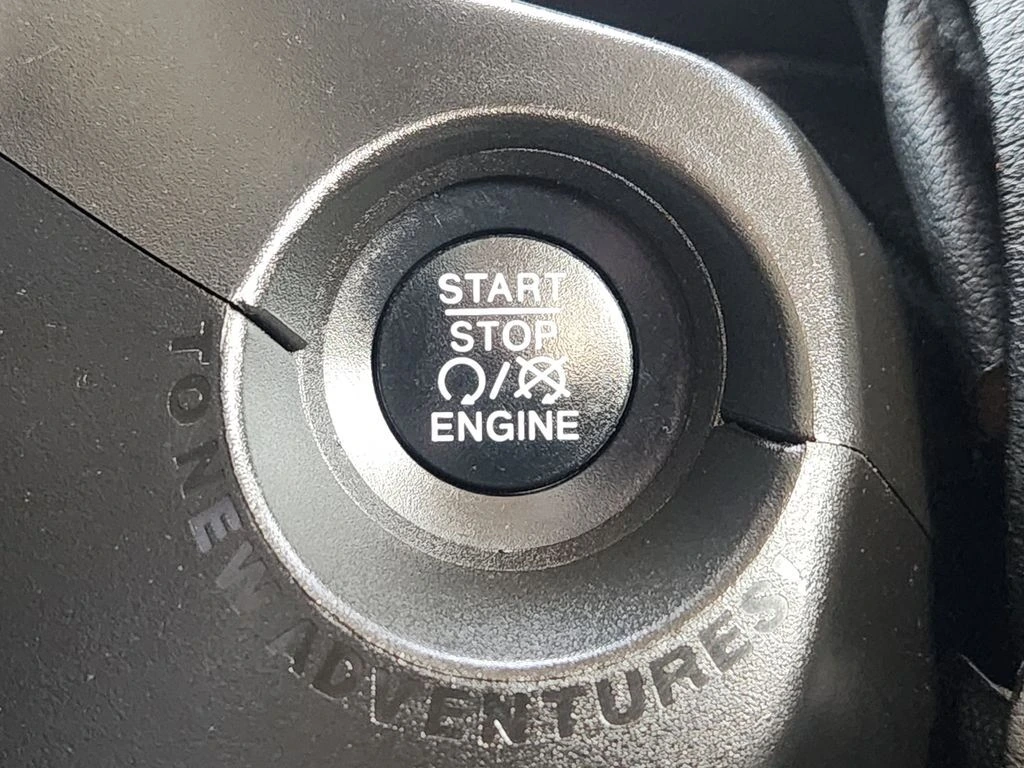 START
STOP
/
ENGINE
TO NEW ADVENTURES!